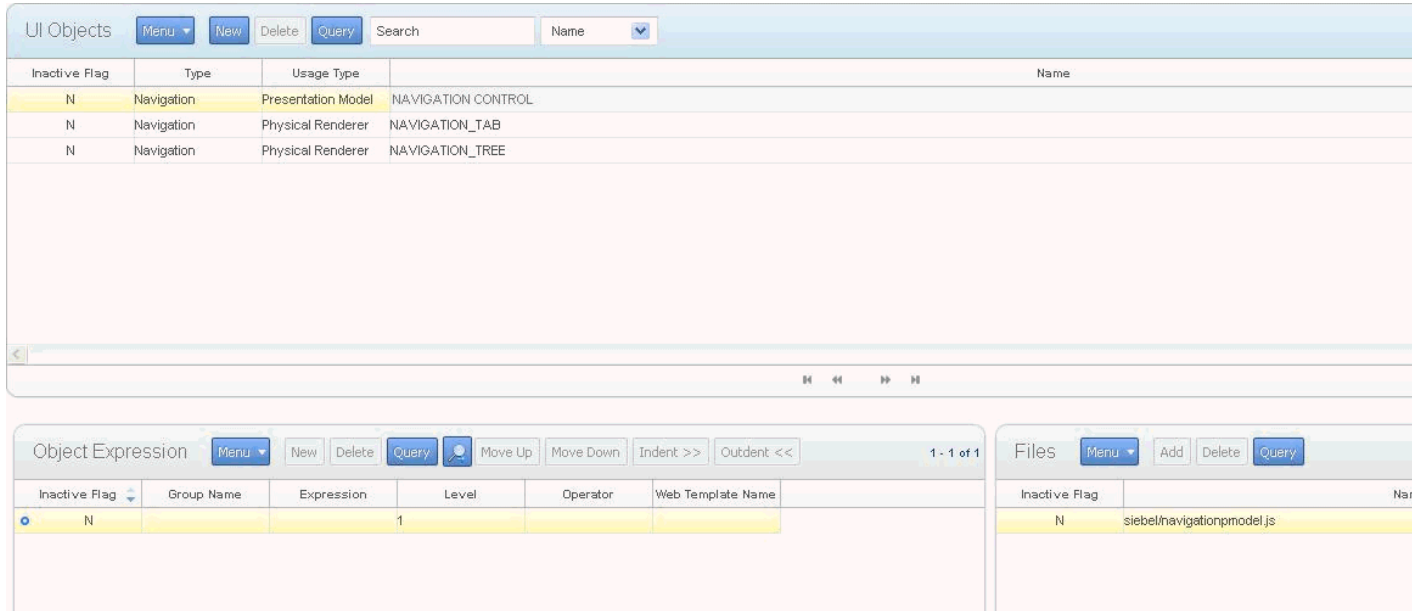 UI Objects Menu New Delete Query Search Name
Inactive Flag Type Usage Type Name
N Navigation Presentation Model NAVIGATION CONTROL
N Navigation Physical Renderer NAVIGATION_TAB
N Navigation Physical Renderer NAVIGATION_TREE
Object Expression Menu New Delete Query Move Up Move Down Indent >> Outdent << 1 - 1 of 1
Files Menu Add Delete Query
Inactive Flag Group Name Expression Level Operator Web Template Name
Inactive Flag Nar
N 1
N siebel/navigationpmodel.js